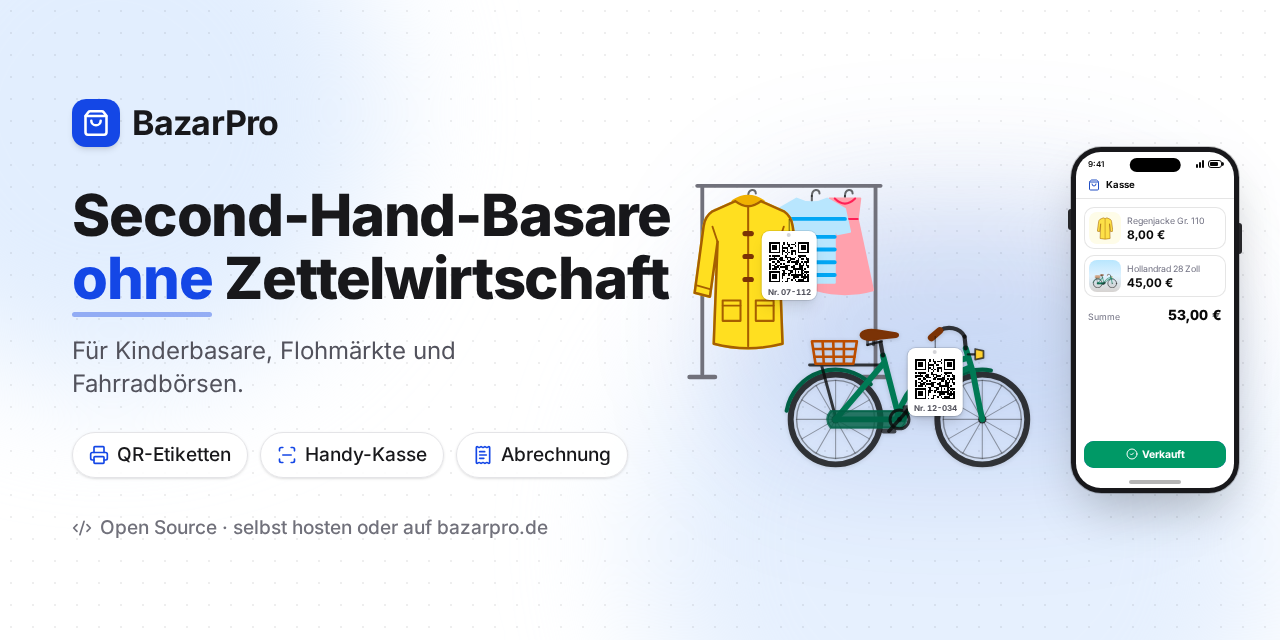 BazarPro
Second-Hand-Basare
ohne Zettelwirtschaft
Für Kinderbasare, Flohmärkte und
Fahrradbörsen.
QR-Etiketten
Handy-Kasse
Abrechnung
Open Source · selbst hosten oder auf bazarpro.de
Nr. 07-112
Nr. 12-034
9:41
Kasse
Regenjacke Gr. 110
8,00 €
Hollandrad 28 Zoll
45,00 €
Summe 53,00 €
Verkauft